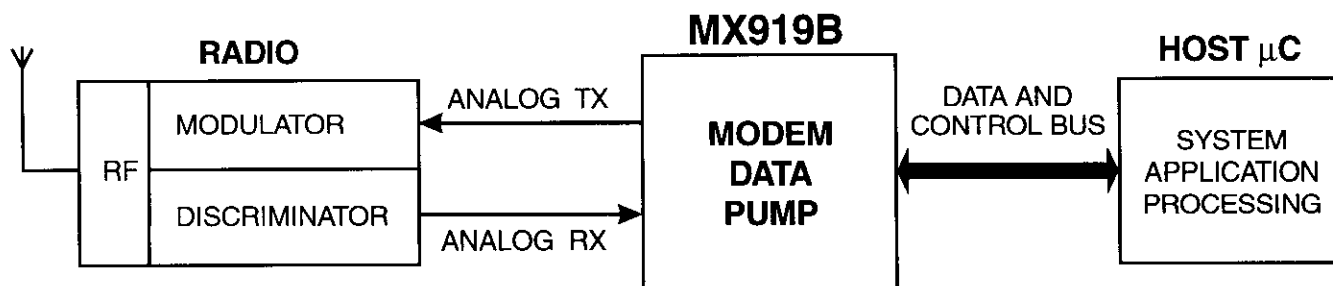 RADIO
RF
MODULATOR
DISCRIMINATOR
ANALOG TX
ANALOG RX
MX919B
MODEM
DATA
PUMP
DATA AND
CONTROL BUS
HOST μC
SYSTEM
APPLICATION
PROCESSING